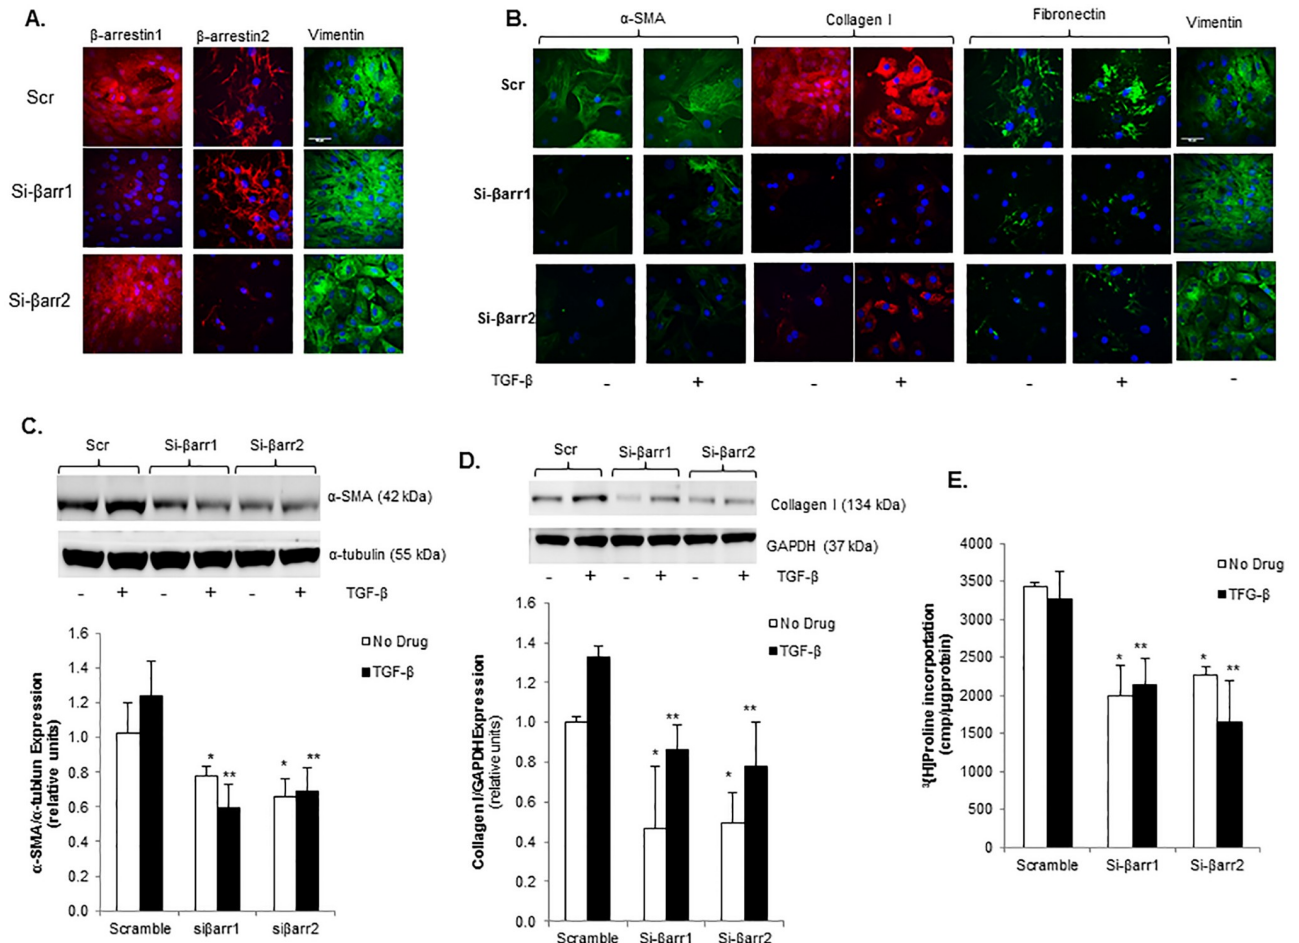 A.
β-arrestin1 β-arrestin2 Vimentin
Scr
Si-βarr1
Si-βarr2
B.
α-SMA Collagen I Fibronectin Vimentin
Scr
Si-βarr1
Si-βarr2
TGF-β - + - + - + -
C.
Scr Si-βarr1 Si-βarr2
α-SMA (42 kDa)
α-tubulin (55 kDa)
- + - + - + TGF-β
No Drug
TGF-β
α-SMA/α-tublun Expression
(relative units)
1.6
1.4
1.2
1.0
0.8
0.6
0.4
0.2
0.0
* ** * **
Scramble siβarr1 siβarr2
D.
Scr Si-βarr1 Si-βarr2
Collagen I (134 kDa)
GAPDH (37 kDa)
- + - + - + TGF-β
No Drug
TGF-β
Collagen I/GAPDHExpression
(relative units)
1.6
1.4
1.2
1.0
0.8
0.6
0.4
0.2
0.0
* ** * **
Scramble Si-βarr1 Si-βarr2
E.
No Drug
TFG-β
³[H]Proline incorportation
(cmp/µgprotein)
4000
3500
3000
2500
2000
1500
1000
500
0
* ** * **
Scramble Si-βarr1 Si-βarr2